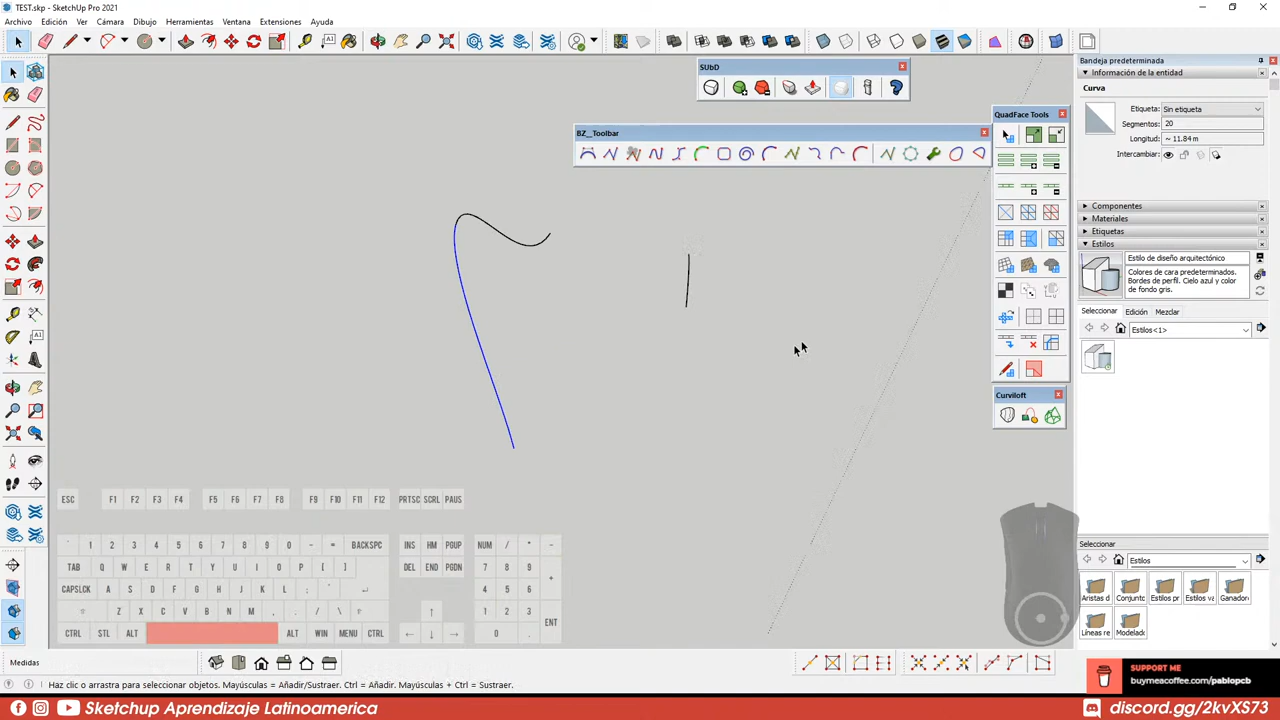 TEST.skp - SketchUp Pro 2021
Archivo Edición Ver Cámara Dibujo Herramientas Ventana Extensiones Ayuda
SUbD
BZ__Toolbar
QuadFace Tools
Curviloft
Bandeja predeterminada
Información de la entidad
Curva
Etiqueta: Sin etiqueta
Segmentos: 20
Longitud: ~ 11.84 m
Intercambiar:
Componentes
Materiales
Etiquetas
Estilos
Estilo de diseño arquitectónico
Colores de cara predeterminados.
Bordes de perfil. Cielo azul y color
de fondo gris.
Seleccionar Edición Mezclar
Estilos<1>
Seleccionar
Estilos
Aristas d Conjunto Estilos pr Estilos va Ganador
Líneas re Modelad
ESC F1 F2 F3 F4 F5 F6 F7 F8 F9 F10 F11 F12 PRTSC SCRL PAUS
` 1 2 3 4 5 6 7 8 9 0 - = BACKSPC INS HM PGUP NUM / * -
TAB Q W E R T Y U I O P [ ] DEL END PGDN 7 8 9 +
CAPSLCK A S D F G H J K L ; ' 4 5 6
Z X C V B N M , . / \ ↑ 1 2 3 ENT
CTRL STL ALT ALT WIN MENU CTRL ← ↓ → 0 .
Medidas
Haz clic o arrastra para seleccionar objetos. Mayúsculas = Añadir/Sustraer. Ctrl = Añadir. Mayúsculas + Ctrl = Sustraer.
SUPPORT ME
buymeacoffee.com/pablopcb
Sketchup Aprendizaje Latinoamerica
discord.gg/2kvXS73